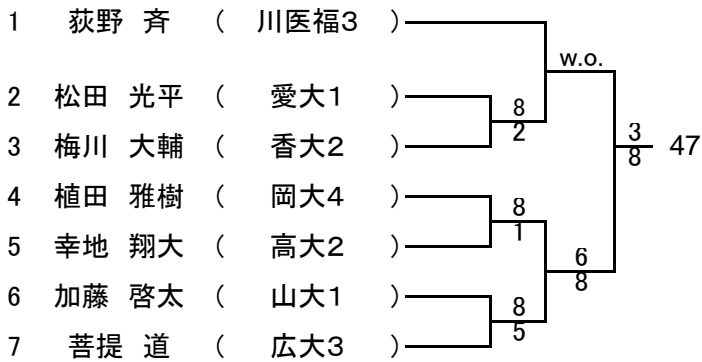 1 荻野 斉 ( 川医福3 )
w.o.
2 松田 光平 ( 愛大1 )
8
2
3 梅川 大輔 ( 香大2 )
3
8
47
4 植田 雅樹 ( 岡大4 )
8
1
5 幸地 翔大 ( 高大2 )
6
8
6 加藤 啓太 ( 山大1 )
8
5
7 菩提 道 ( 広大3 )